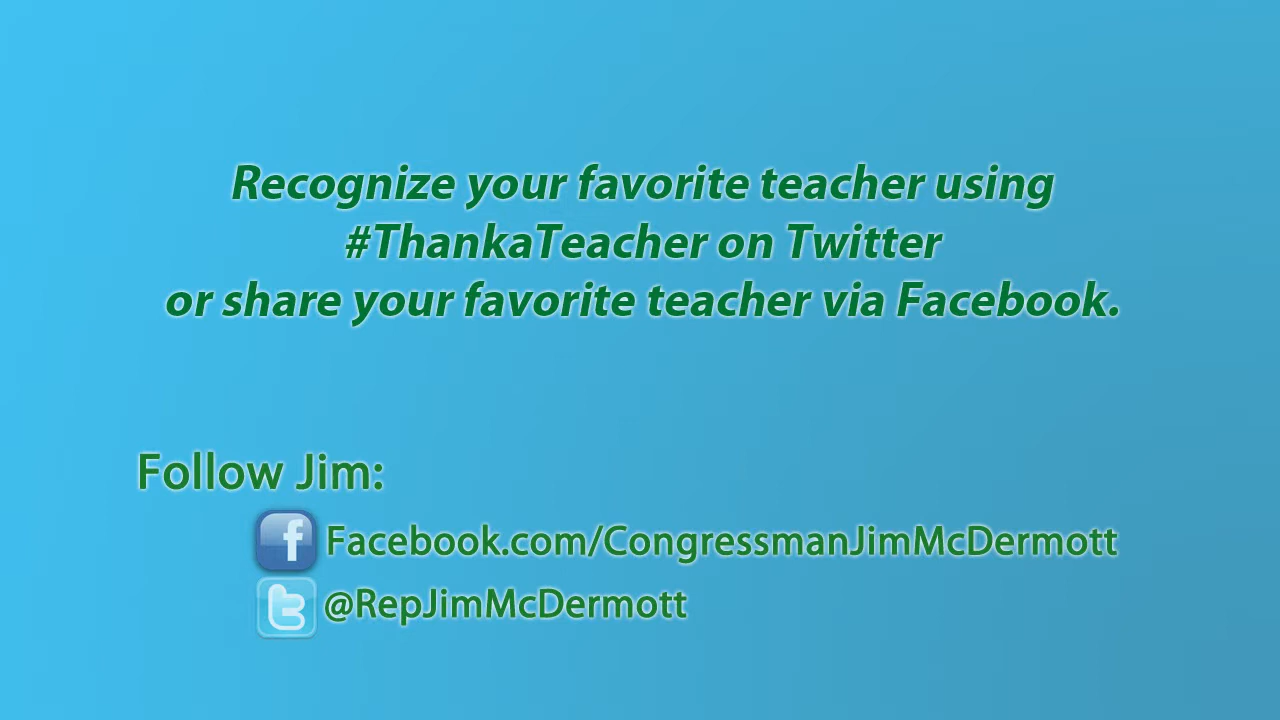 Recognize your favorite teacher using
#ThankaTeacher on Twitter
or share your favorite teacher via Facebook.
Follow Jim:
f Facebook.com/CongressmanJimMcDermott
t @RepJimMcDermott